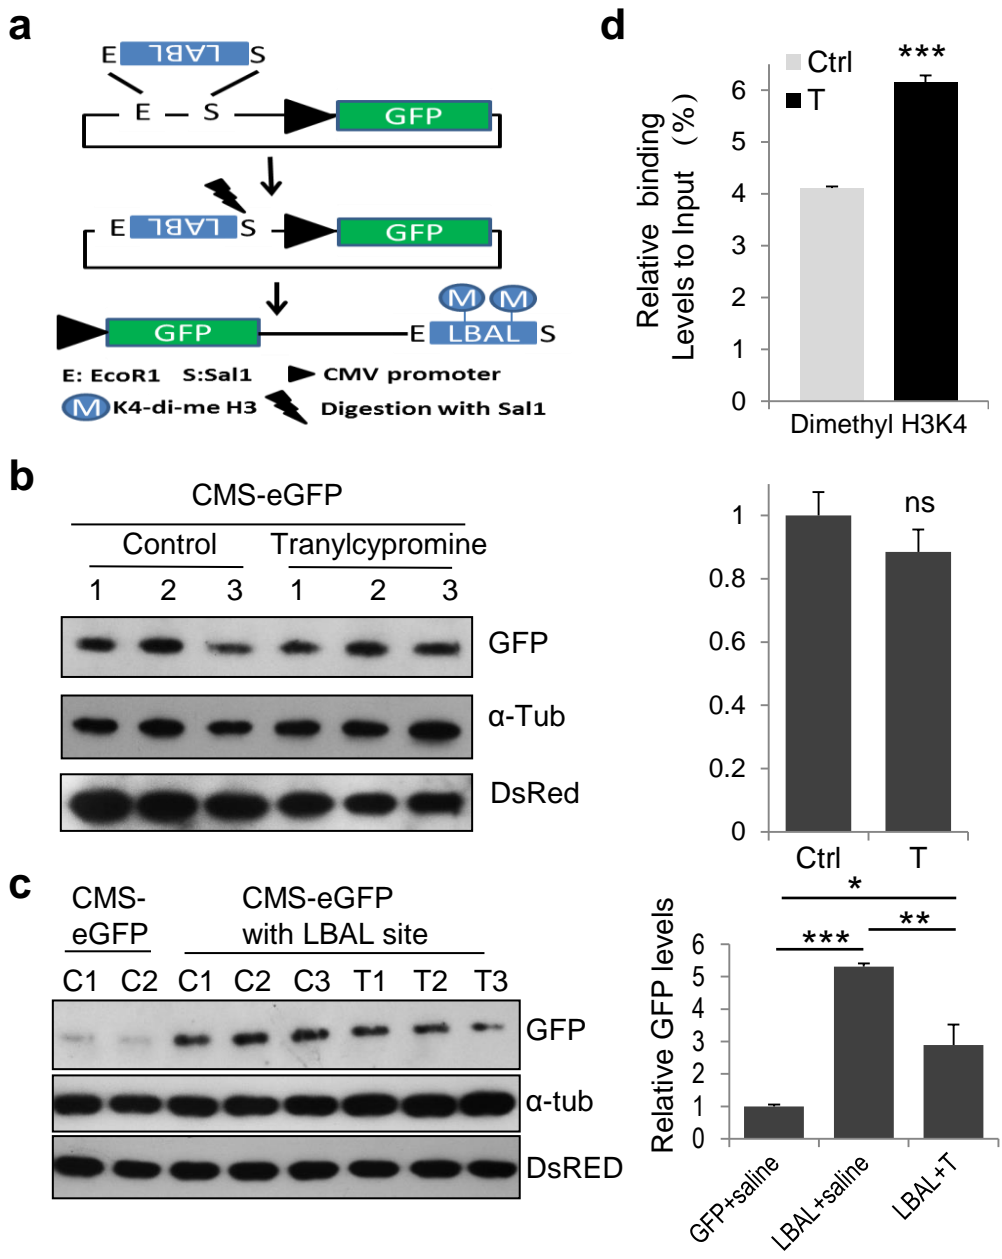 a
E LABL S
E S GFP
E LABL S GFP
GFP E LBAL S
M M
E: EcoR1 S:Sal1 CMV promoter
M K4-di-me H3 Digestion with Sal1
b
CMS-eGFP
Control Tranylcypromine
1 2 3 1 2 3
GFP
α-Tub
DsRed
1
0.8
0.6
0.4
0.2
0
ns
Ctrl T
c
CMS-
eGFP
CMS-eGFP
with LBAL site
C1 C2 C1 C2 C3 T1 T2 T3
GFP
α-tub
DsRED
Relative GFP levels
6
5
4
3
2
1
0
*
**
***
GFP+saline
LBAL+saline
LBAL+T
d
Ctrl
T
***
Relative binding
Levels to Input (%)
6
5
4
3
2
1
0
Dimethyl H3K4